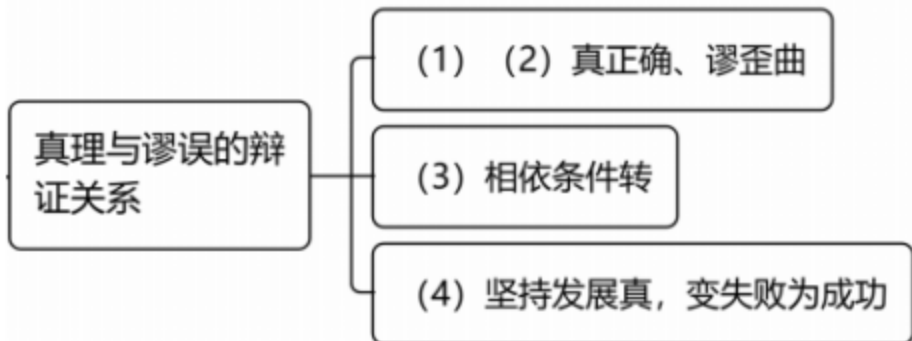 真理与谬误的辩
证关系
（1）（2）真正确、谬歪曲
（3）相依条件转
（4）坚持发展真，变失败为成功